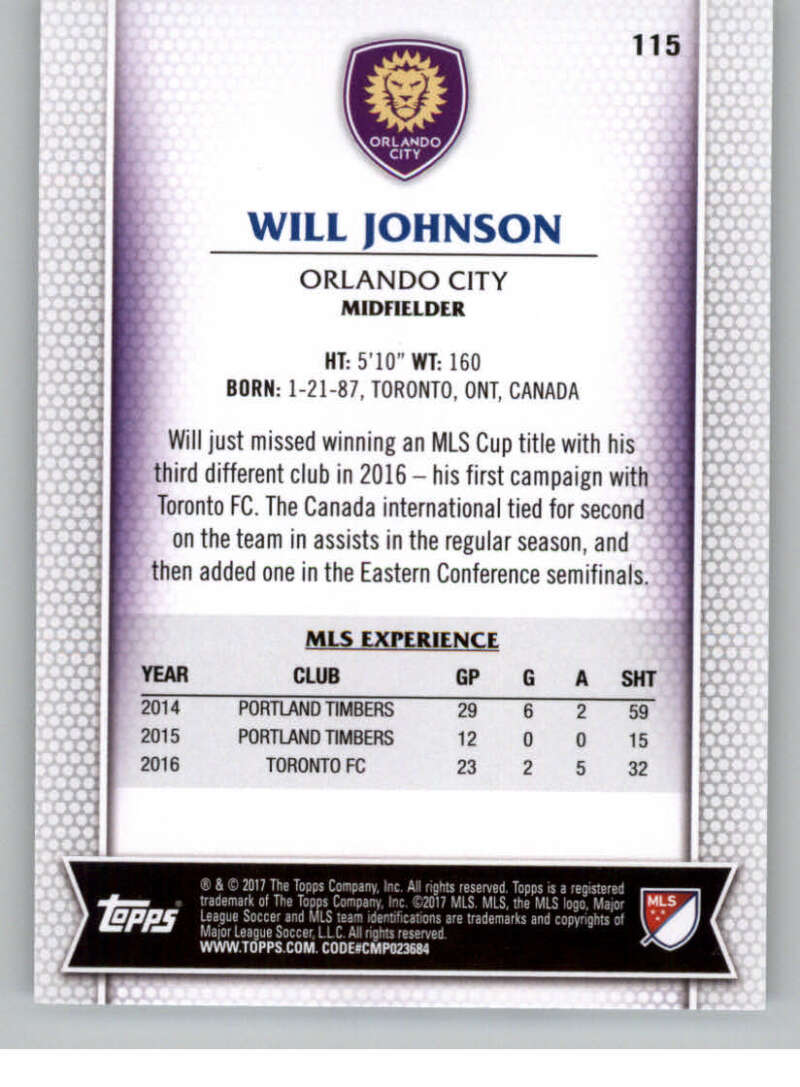 115
ORLANDO
CITY
WILL JOHNSON
ORLANDO CITY
MIDFIELDER
HT: 5'10" WT: 160
BORN: 1-21-87, TORONTO, ONT, CANADA
Will just missed winning an MLS Cup title with his
third different club in 2016 – his first campaign with
Toronto FC. The Canada international tied for second
on the team in assists in the regular season, and
then added one in the Eastern Conference semifinals.
MLS EXPERIENCE
YEAR CLUB GP G A SHT
2014 PORTLAND TIMBERS 29 6 2 59
2015 PORTLAND TIMBERS 12 0 0 15
2016 TORONTO FC 23 2 5 32
topps
® & © 2017 The Topps Company, Inc. All rights reserved. Topps is a registered
trademark of The Topps Company, Inc. ©2017 MLS. MLS, the MLS logo, Major
League Soccer and MLS team identifications are trademarks and copyrights of
Major League Soccer, L.L.C. All rights reserved.
WWW.TOPPS.COM. CODE#CMP023684
MLS